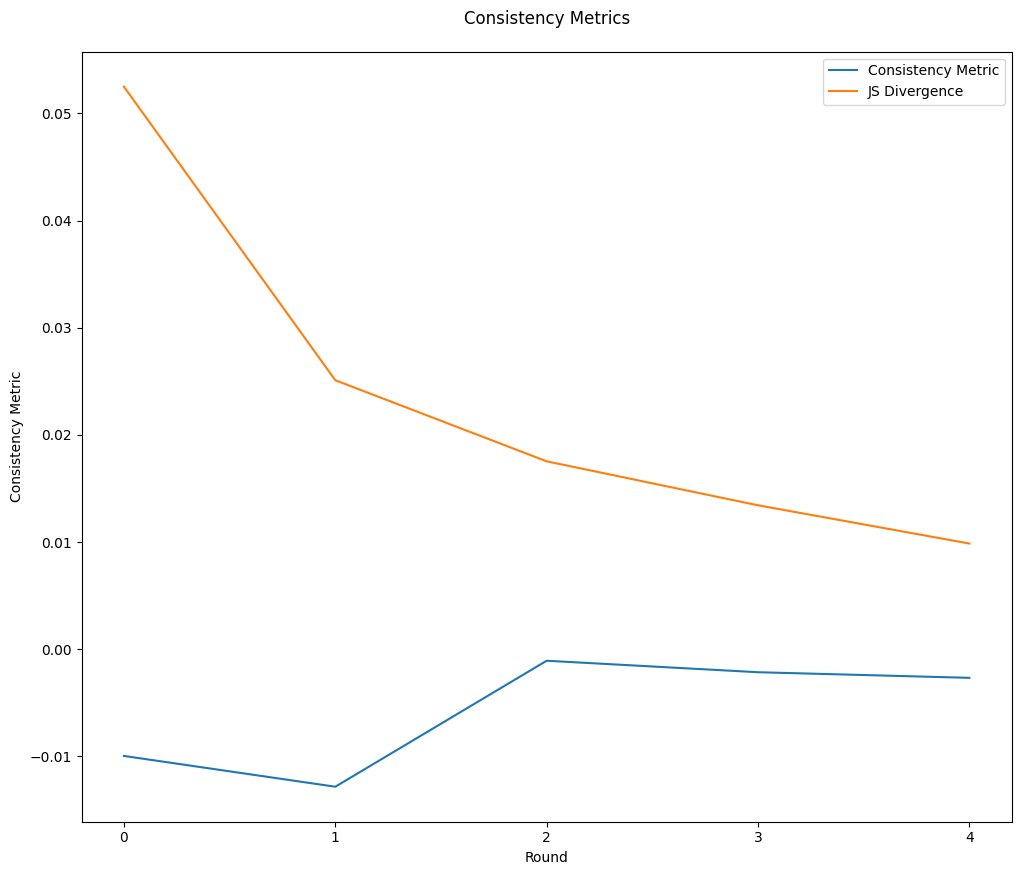 Consistency Metrics
Consistency Metric
JS Divergence
0.05
0.04
0.03
0.02
0.01
0.00
−0.01
Consistency Metric
0 1 2 3 4
Round